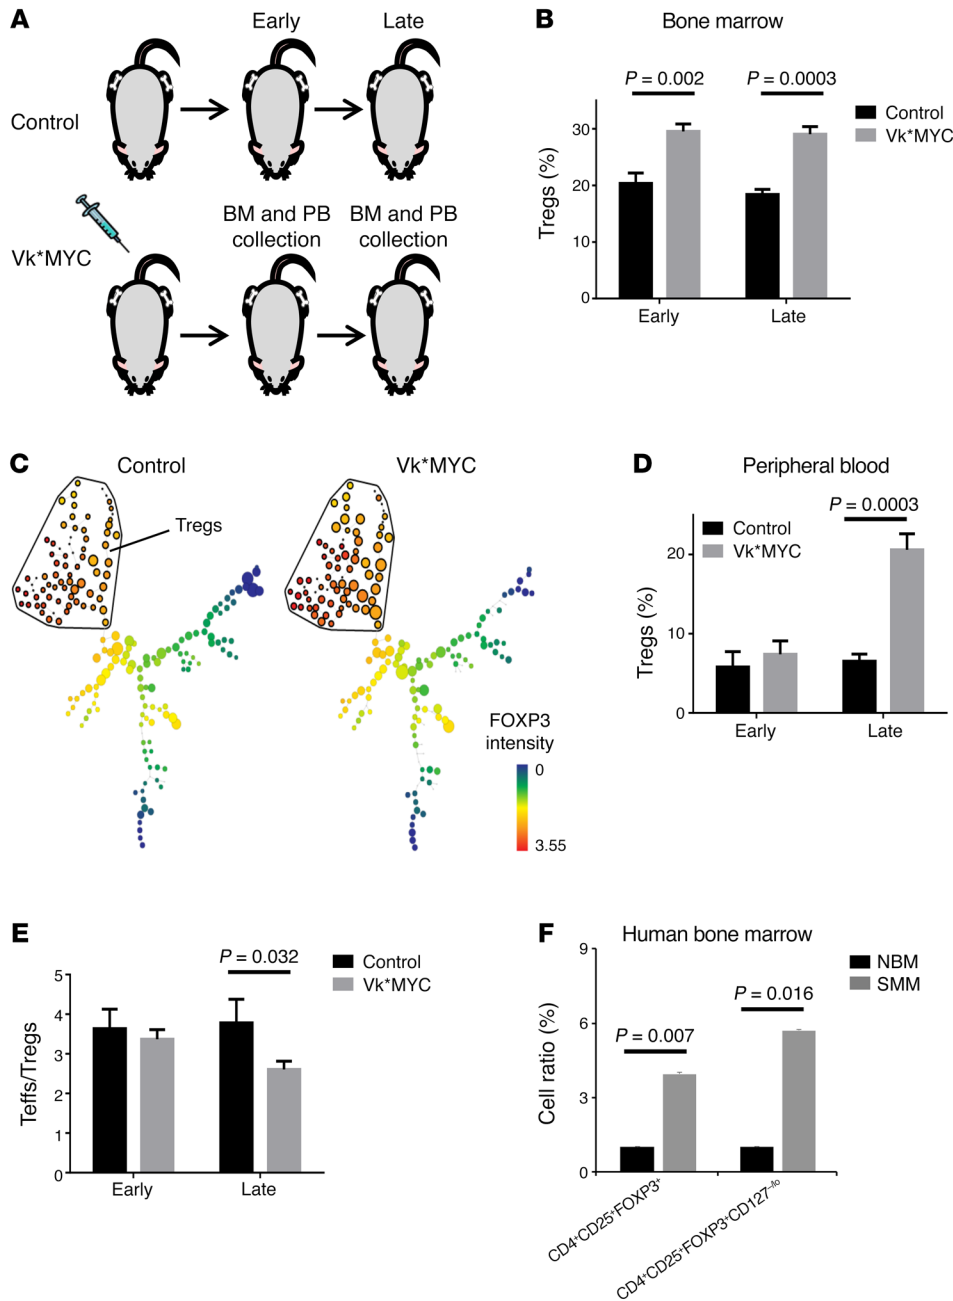 A
Early
Late
Control
BM and PB
collection
BM and PB
collection
Vk*MYC
B
Bone marrow
P = 0.002
P = 0.0003
Control
Vk*MYC
Tregs (%)
30
20
10
0
Early
Late
C
Control
Vk*MYC
Tregs
FOXP3
intensity
0
3.55
D
Peripheral blood
P = 0.0003
Control
Vk*MYC
Tregs (%)
20
10
0
Early
Late
E
P = 0.032
Control
Vk*MYC
Teffs/Tregs
5
4
3
2
1
0
Early
Late
F
Human bone marrow
NBM
SMM
P = 0.007
P = 0.016
Cell ratio (%)
9
6
3
0
CD4⁺CD25⁺FOXP3⁺
CD4⁺CD25⁺FOXP3⁺CD127⁻/ˡᵒ